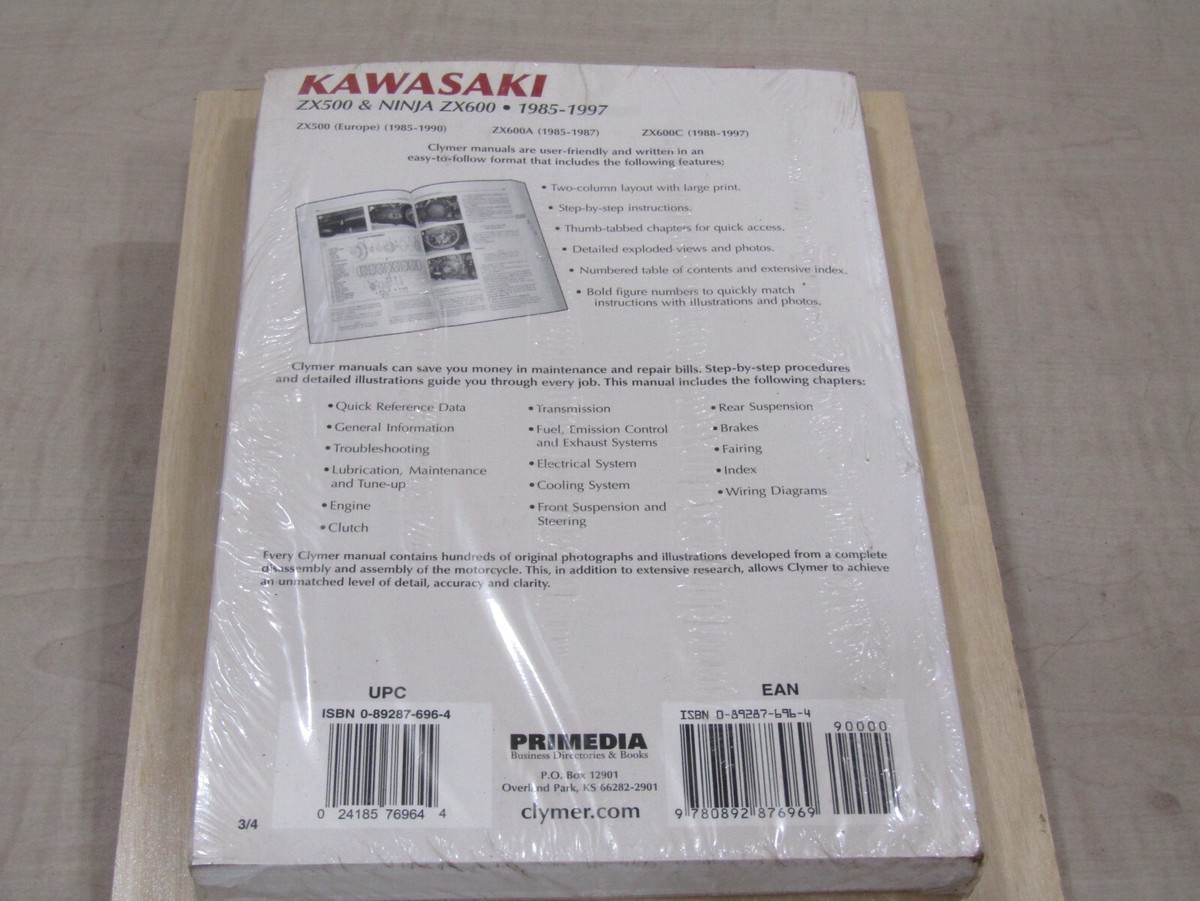 KAWASAKI
ZX500 & NINJA ZX600 • 1985-1997
ZX500 (Europe) (1985-1990) ZX600A (1985-1987) ZX600C (1988-1997)
Clymer manuals are user-friendly and written in an
easy-to-follow format that includes the following features:
• Two-column layout with large print.
• Step-by-step instructions.
• Thumb-tabbed chapters for quick access.
• Detailed exploded views and photos.
• Numbered table of contents and extensive index.
• Bold figure numbers to quickly match
instructions with illustrations and photos.
Clymer manuals can save you money in maintenance and repair bills. Step-by-step procedures
and detailed illustrations guide you through every job. This manual includes the following chapters:
• Quick Reference Data
• General Information
• Troubleshooting
• Lubrication, Maintenance
and Tune-up
• Engine
• Clutch
• Transmission
• Fuel, Emission Control
and Exhaust Systems
• Electrical System
• Cooling System
• Front Suspension and
Steering
• Rear Suspension
• Brakes
• Fairing
• Index
• Wiring Diagrams
Every Clymer manual contains hundreds of original photographs and illustrations developed from a complete
disassembly and assembly of the motorcycle. This, in addition to extensive research, allows Clymer to achieve
an unmatched level of detail, accuracy and clarity.
UPC
ISBN 0-89287-696-4
0 24185 76964 4
3/4
PRIMEDIA
Business Directories & Books
P.O. Box 12901
Overland Park, KS 66282-2901
clymer.com
EAN
ISBN 0-89287-696-4
90000
9 780892 876969